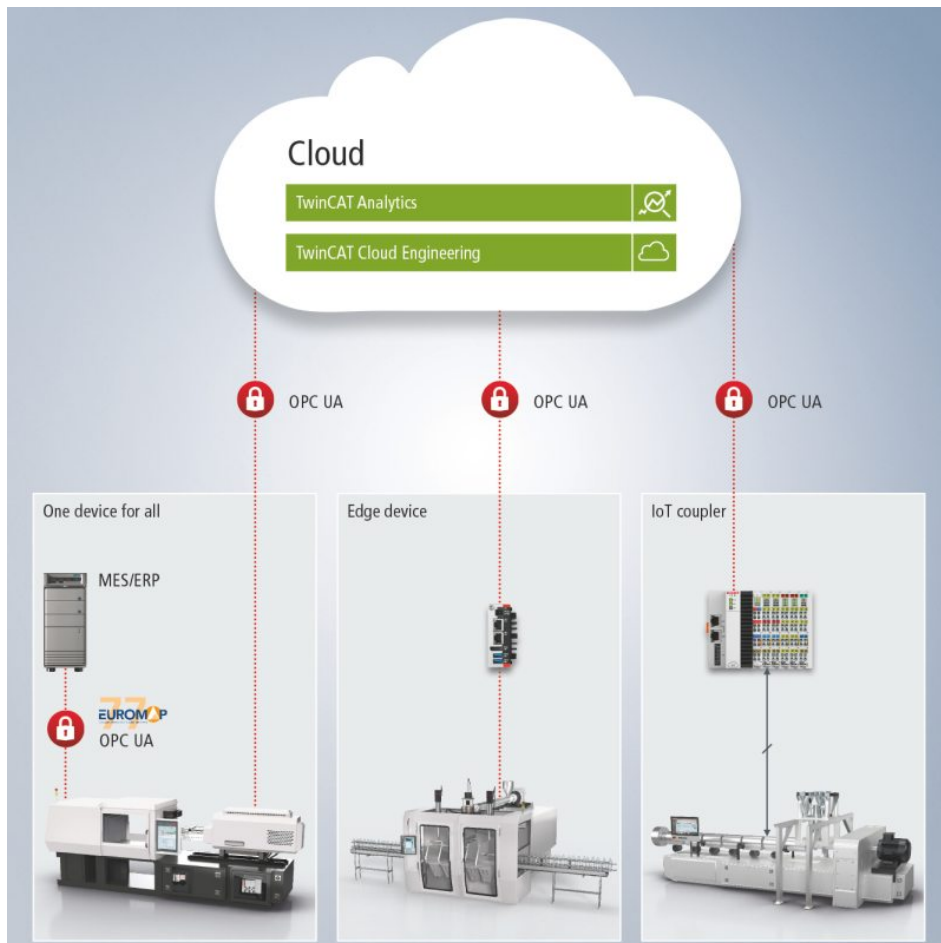 Cloud
TwinCAT Analytics
TwinCAT Cloud Engineering
OPC UA
OPC UA
OPC UA
One device for all
Edge device
IoT coupler
MES/ERP
77
EUROMAP
OPC UA